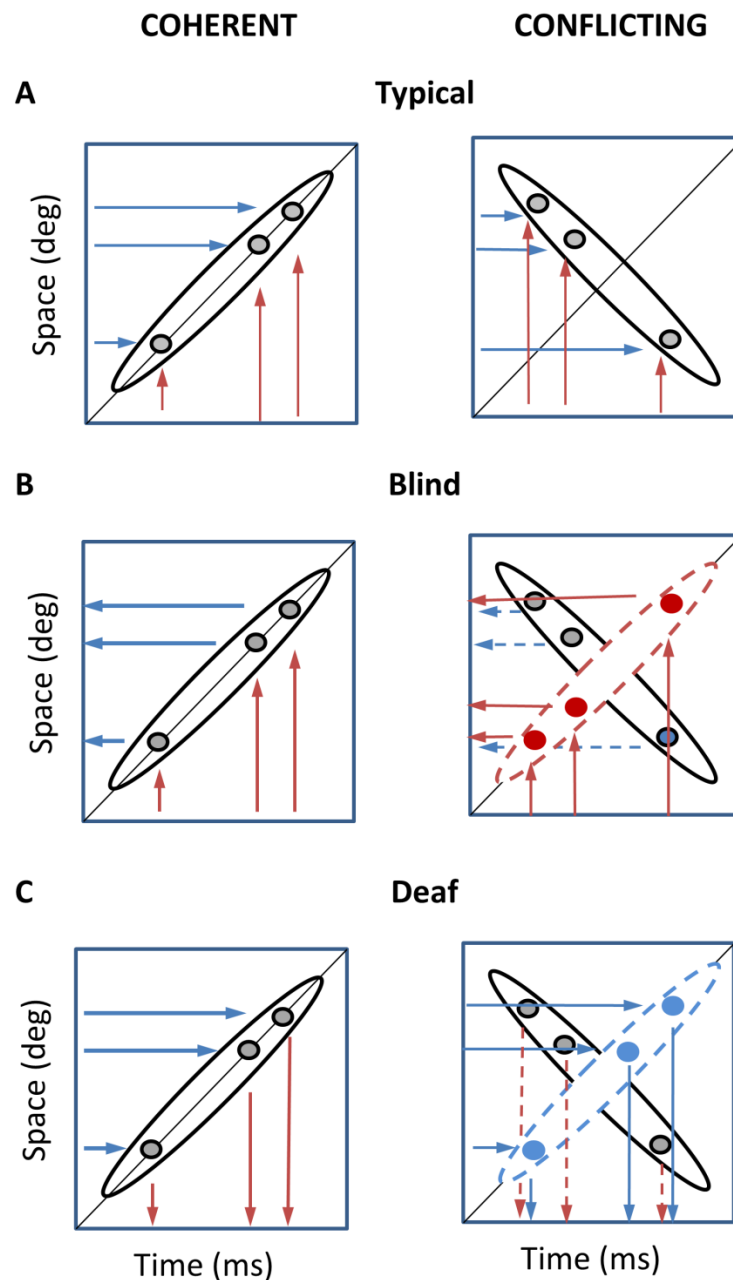 COHERENT CONFLICTING
A Typical
Space (deg)
B Blind
Space (deg)
C Deaf
Space (deg)
Time (ms) Time (ms)